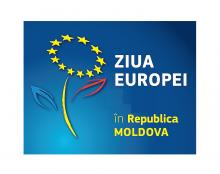 ZIUA
EUROPEI
în Republica
MOLDOVA